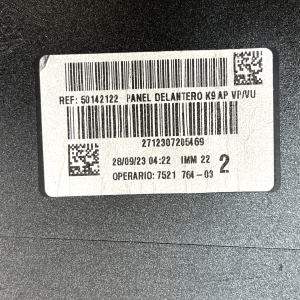 REF: 50142122 PANEL DELANTERO K9 AP VP/VU
2712307205469
28/09/23 04:22 IMM 22 2
OPERARIO: 7521 764-03